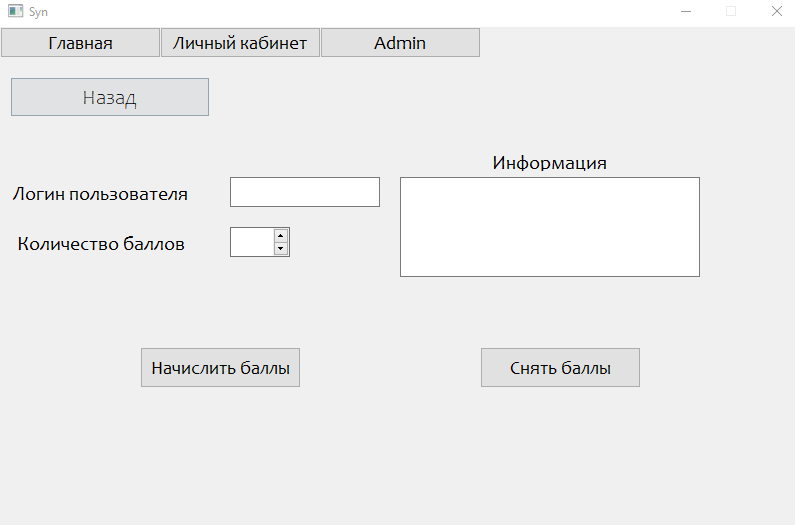 Syn
Главная
Личный кабинет
Admin
Назад
Информация
Логин пользователя
Количество баллов
Начислить баллы
Снять баллы